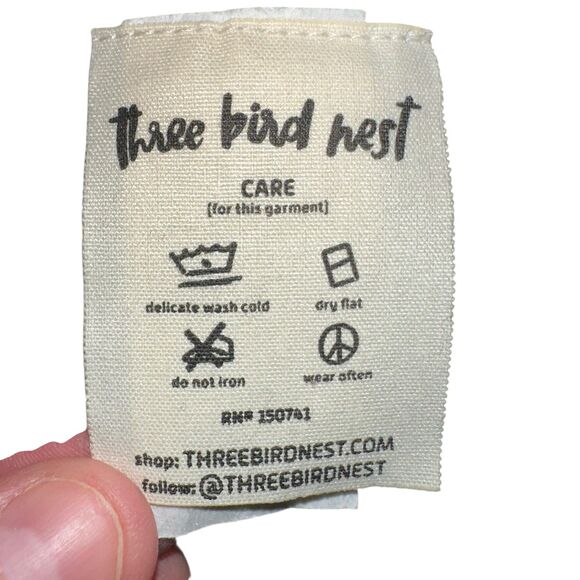 three bird nest
CARE
[for this garment]
delicate wash cold
dry flat
do not iron
wear often
RN# 150741
shop: THREEBIRDNEST.COM
follow: @THREEBIRDNEST